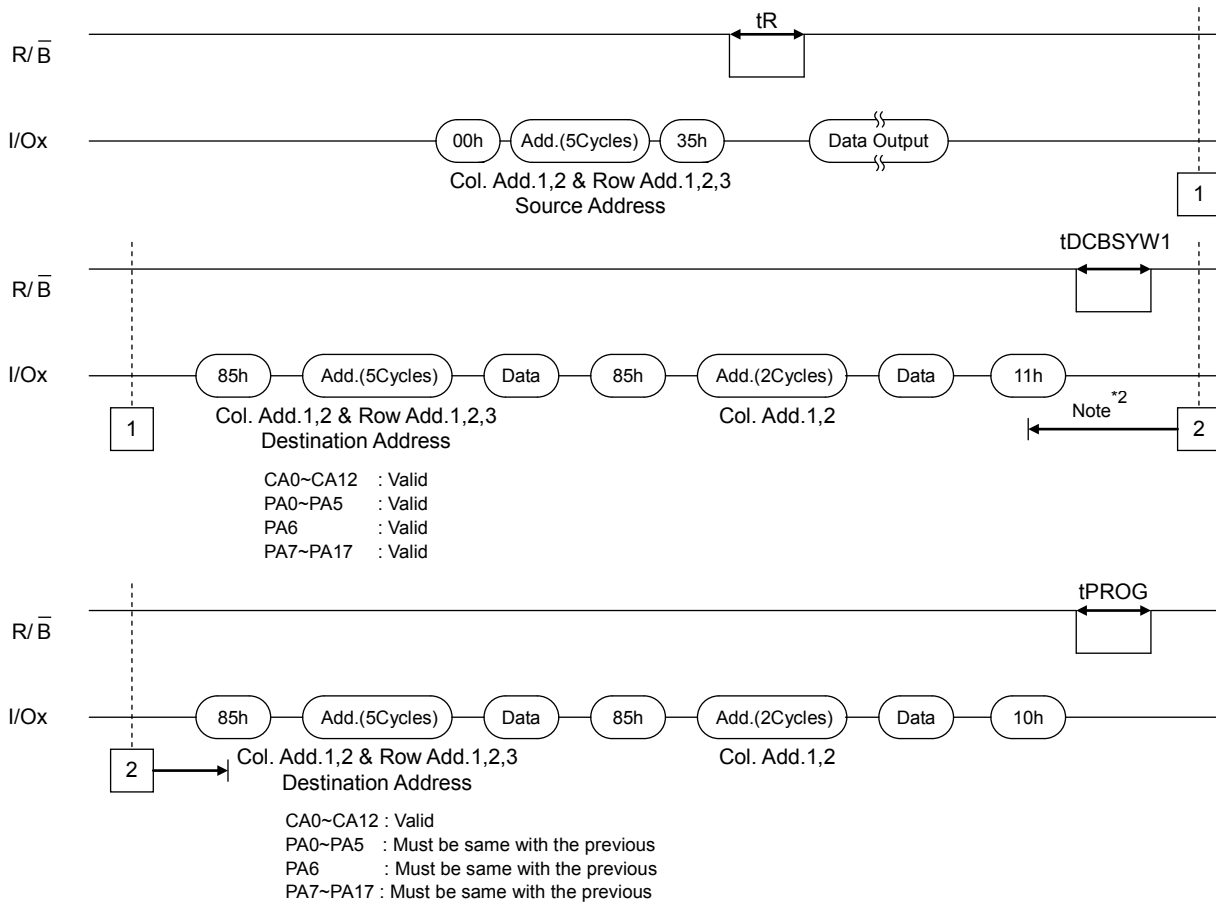 tR
R/B̅
I/Ox
00h Add.(5Cycles) 35h Data Output
Col. Add.1,2 & Row Add.1,2,3
Source Address
1
tDCBSYW1
R/B̅
I/Ox
85h Add.(5Cycles) Data 85h Add.(2Cycles) Data 11h
1
Col. Add.1,2 & Row Add.1,2,3
Destination Address
Col. Add.1,2
Note*2
2
CA0~CA12 : Valid
PA0~PA5 : Valid
PA6 : Valid
PA7~PA17 : Valid
tPROG
R/B̅
I/Ox
85h Add.(5Cycles) Data 85h Add.(2Cycles) Data 10h
2
Col. Add.1,2 & Row Add.1,2,3
Destination Address
Col. Add.1,2
CA0~CA12 : Valid
PA0~PA5 : Must be same with the previous
PA6 : Must be same with the previous
PA7~PA17 : Must be same with the previous